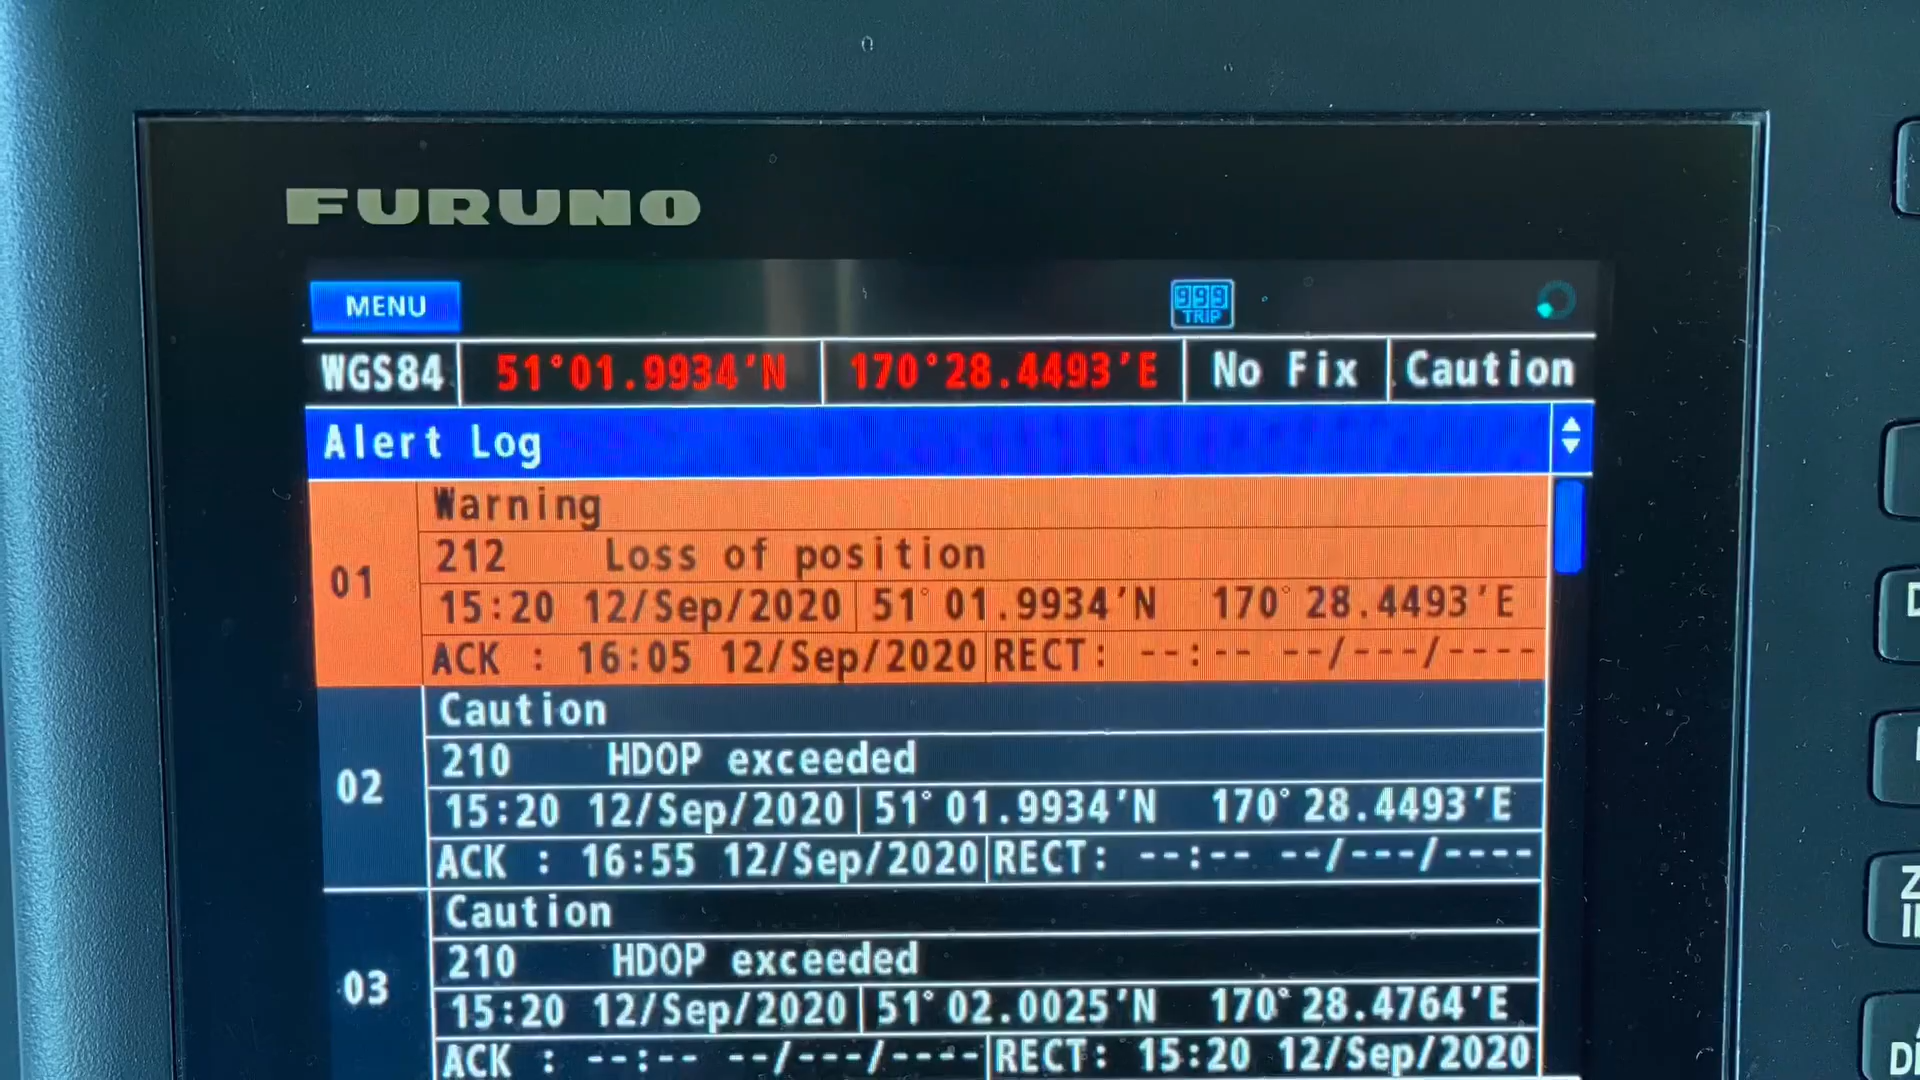 FURUNO
MENU 999 TRIP
WGS84 51°01.9934'N 170°28.4493'E No Fix Caution
Alert Log
Warning
01 212 Loss of position
15:20 12/Sep/2020 51°01.9934'N 170°28.4493'E
ACK : 16:05 12/Sep/2020 RECT: --:-- --/---/----
Caution
02 210 HDOP exceeded
15:20 12/Sep/2020 51°01.9934'N 170°28.4493'E
ACK : 16:55 12/Sep/2020 RECT: --:-- --/---/----
Caution
03 210 HDOP exceeded
15:20 12/Sep/2020 51°02.0025'N 170°28.4764'E
ACK : --:-- --/---/---- RECT: 15:20 12/Sep/2020